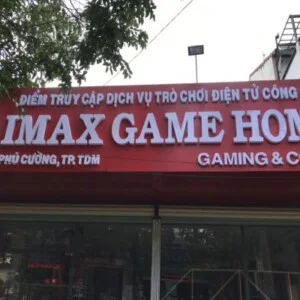 ĐIỂM TRUY CẬP DỊCH VỤ TRÒ CHƠI ĐIỆN TỬ CÔNG
IMAX GAME HOM
PHÚ CƯỜNG, TP. TDM GAMING & C